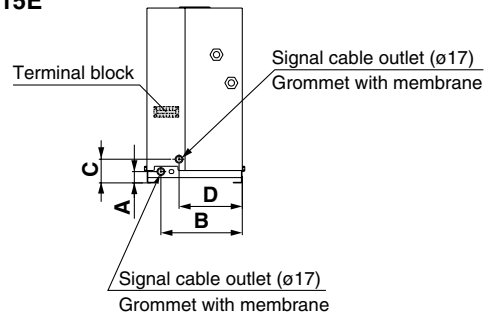 15E
Signal cable outlet (ø17)
Grommet with membrane
Terminal block
C
A
D
B
Signal cable outlet (ø17)
Grommet with membrane